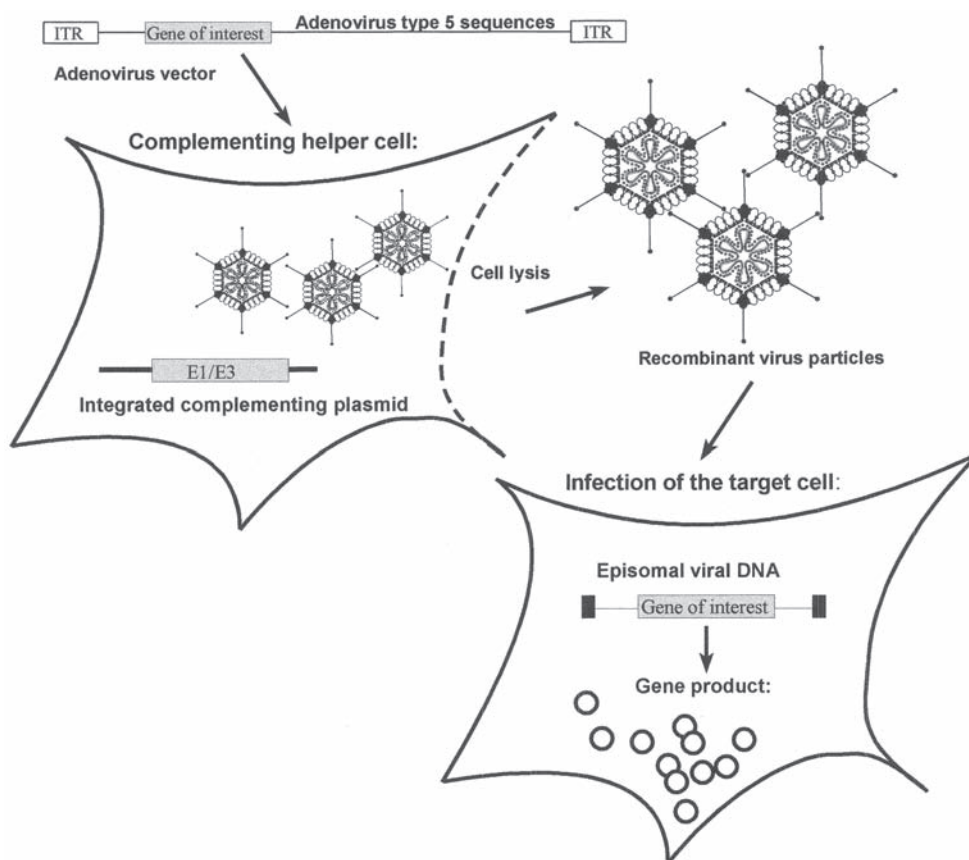 Adenovirus type 5 sequences
ITR
Gene of interest
ITR
Adenovirus vector
Complementing helper cell:
Cell lysis
Recombinant virus particles
E1/E3
Integrated complementing plasmid
Infection of the target cell:
Episomal viral DNA
Gene of interest
Gene product: